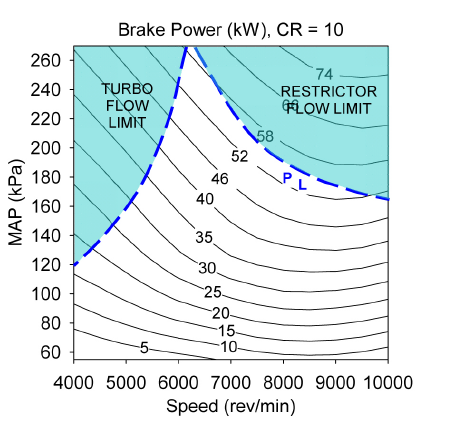 Brake Power (kW), CR = 10
MAP (kPa)
260
240
220
200
180
160
140
120
100
80
60
TURBO
FLOW
LIMIT
RESTRICTOR
FLOW LIMIT
74
66
58
52
46
40
35
30
25
20
15
10
5
P L
4000 5000 6000 7000 8000 9000 10000
Speed (rev/min)